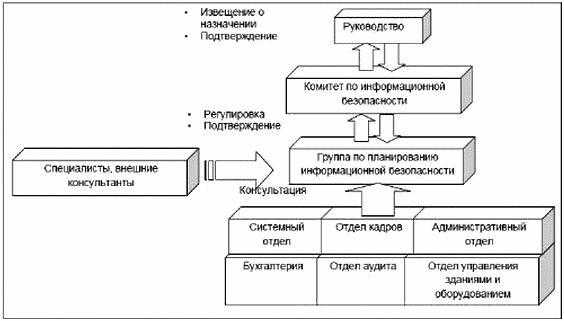 • Извещение о
назначении
• Подтверждение
Руководство
Комитет по информационной
безопасности
• Регулировка
• Подтверждение
Группа по планированию
информационной безопасности
Специалисты, внешние
консультанты
Консультация
Системный
отдел
Отдел кадров
Административный
отдел
Бухгалтерия
Отдел аудита
Отдел управления
зданиями и
оборудованием